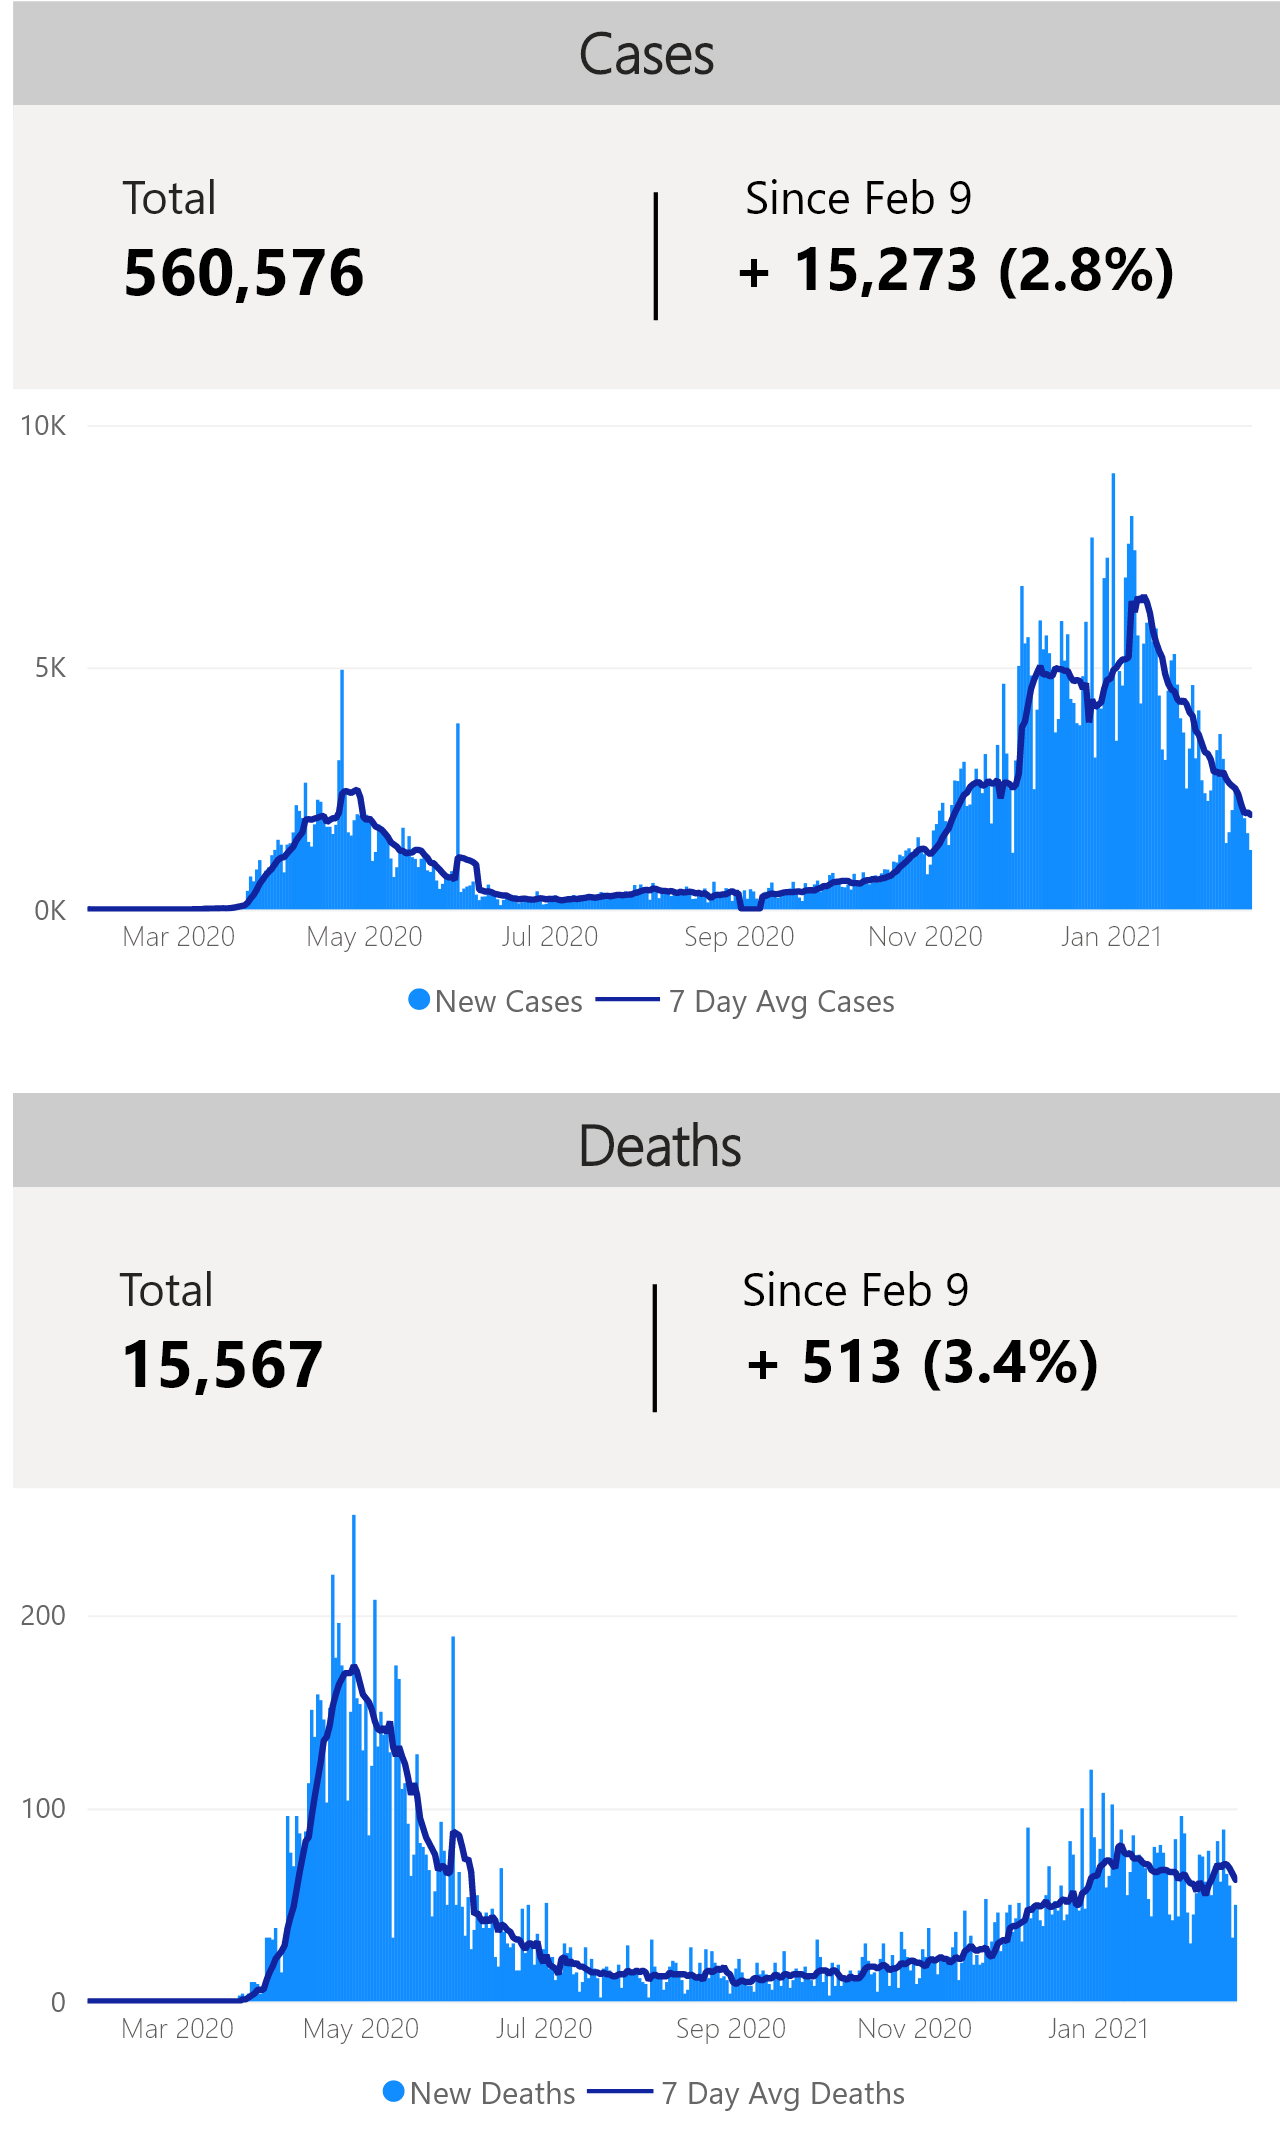 Cases
Total
560,576
Since Feb 9
+ 15,273 (2.8%)
10K
5K
0K
Mar 2020 May 2020 Jul 2020 Sep 2020 Nov 2020 Jan 2021
New Cases 7 Day Avg Cases
Deaths
Total
15,567
Since Feb 9
+ 513 (3.4%)
200
100
0
Mar 2020 May 2020 Jul 2020 Sep 2020 Nov 2020 Jan 2021
New Deaths 7 Day Avg Deaths